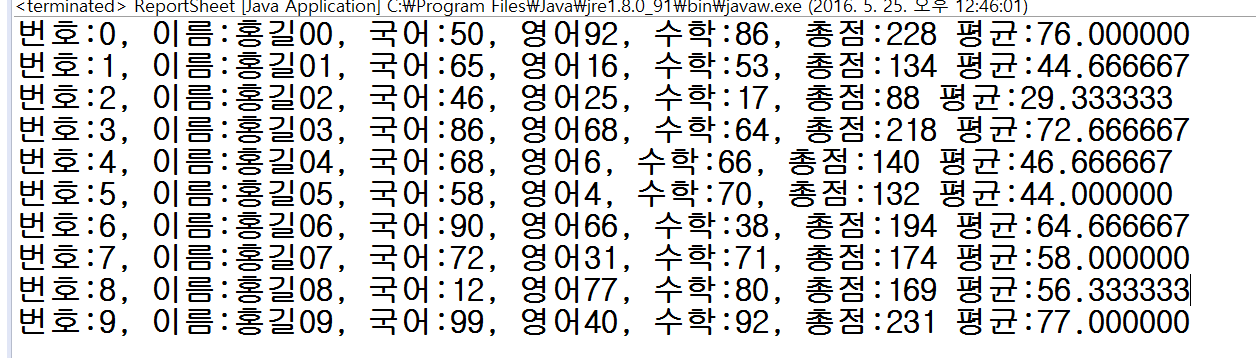 <terminated> ReportSheet [Java Application] C:₩Program Files₩Java₩jre1.8.0_91₩bin₩javaw.exe (2016. 5. 25. 오후 12:46:01)
번호:0, 이름:홍길00, 국어:50, 영어92, 수학:86, 총점:228 평균:76.000000
번호:1, 이름:홍길01, 국어:65, 영어16, 수학:53, 총점:134 평균:44.666667
번호:2, 이름:홍길02, 국어:46, 영어25, 수학:17, 총점:88 평균:29.333333
번호:3, 이름:홍길03, 국어:86, 영어68, 수학:64, 총점:218 평균:72.666667
번호:4, 이름:홍길04, 국어:68, 영어6, 수학:66, 총점:140 평균:46.666667
번호:5, 이름:홍길05, 국어:58, 영어4, 수학:70, 총점:132 평균:44.000000
번호:6, 이름:홍길06, 국어:90, 영어66, 수학:38, 총점:194 평균:64.666667
번호:7, 이름:홍길07, 국어:72, 영어31, 수학:71, 총점:174 평균:58.000000
번호:8, 이름:홍길08, 국어:12, 영어77, 수학:80, 총점:169 평균:56.333333
번호:9, 이름:홍길09, 국어:99, 영어40, 수학:92, 총점:231 평균:77.000000